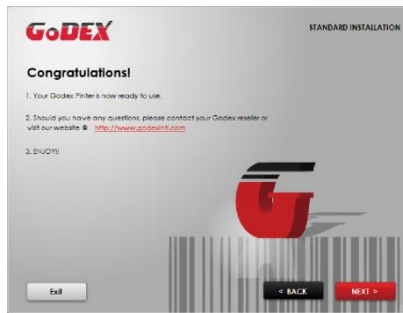 GoDEX
STANDARD INSTALLATION
Congratulations!
1. Your Godex Pinter is now ready to use.
2. Should you have any questions, please contact your Godex reseller or
visit our website @ http://www.godexintl.com
3. ENJOY!!
G
Exit
< BACK
NEXT >